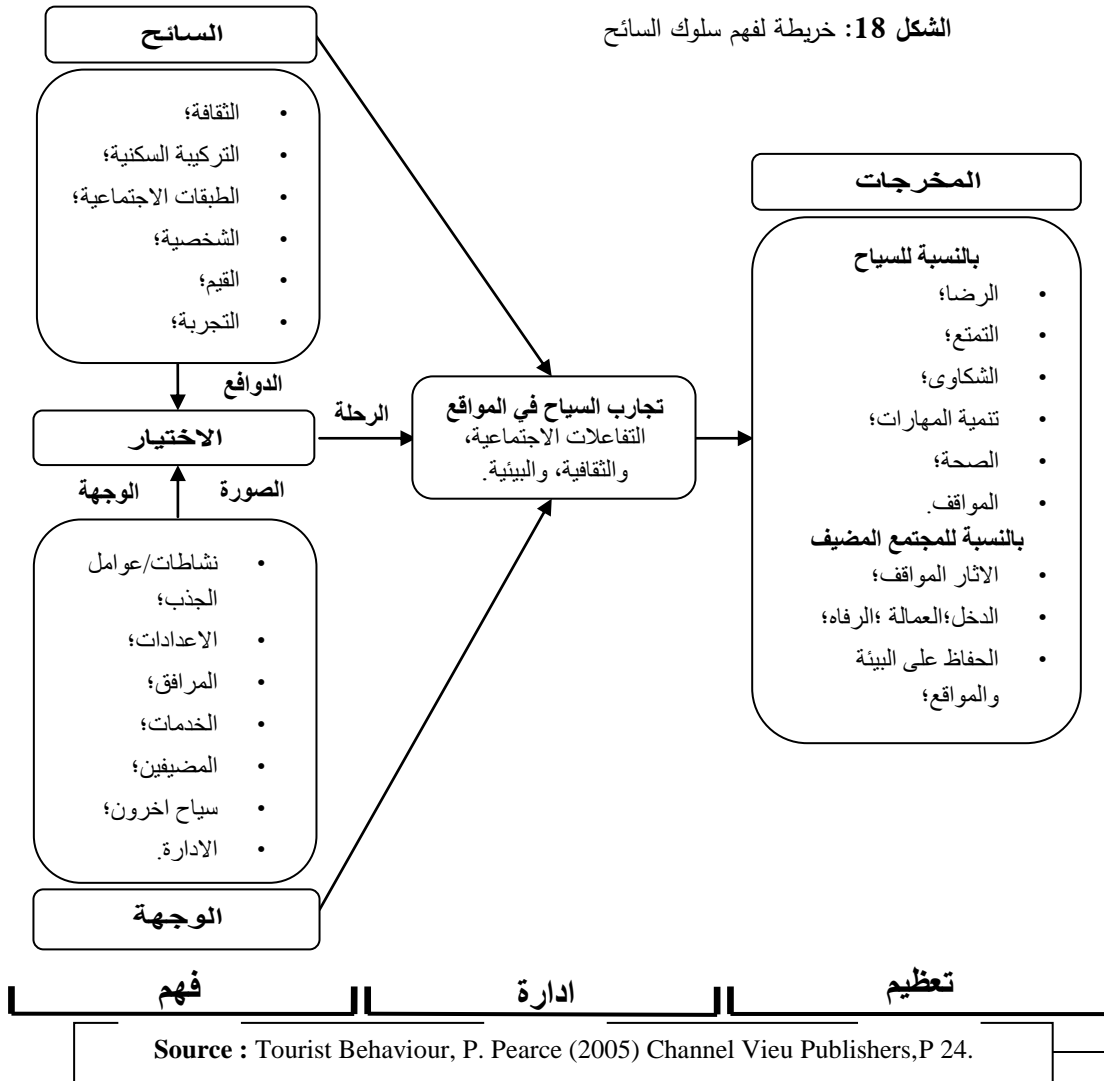 الشكل 18: خريطة لفهم سلوك السائح
السائح
• الثقافة؛
• التركيبة السكنية؛
• الطبقات الاجتماعية؛
• الشخصية؛
• القيم؛
• التجربة؛
الدوافع
الاختيار
الصورة الوجهة
• نشاطات/عوامل
الجذب؛
• الاعدادات؛
• المرافق؛
• الخدمات؛
• المضيفين؛
• سياح اخرون؛
• الادارة.
الوجهة
الرحلة
تجارب السياح في المواقع
التفاعلات الاجتماعية،
والثقافية، والبيئية.
المخرجات
بالنسبة للسياح
• الرضا؛
• التمتع؛
• الشكاوى؛
• تنمية المهارات؛
• الصحة؛
• المواقف.
بالنسبة للمجتمع المضيف
• الاثار المواقف؛
• الدخل؛العمالة ؛الرفاه؛
• الحفاظ على البيئة
والمواقع؛
فهم
ادارة
تعظيم
Source : Tourist Behaviour, P. Pearce (2005) Channel Vieu Publishers,P 24.